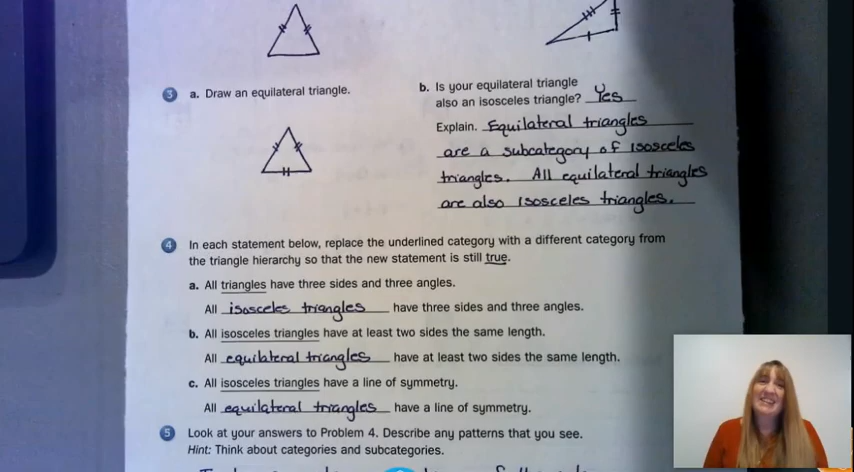 3 a. Draw an equilateral triangle.
b. Is your equilateral triangle
also an isosceles triangle? Yes
Explain. Equilateral triangles
are a subcategory of isosceles
triangles. All equilateral triangles
are also isosceles triangles.
4 In each statement below, replace the underlined category with a different category from
the triangle hierarchy so that the new statement is still true.
a. All triangles have three sides and three angles.
All isosceles triangles have three sides and three angles.
b. All isosceles triangles have at least two sides the same length.
All equilateral triangles have at least two sides the same length.
c. All isosceles triangles have a line of symmetry.
All equilateral triangles have a line of symmetry.
5 Look at your answers to Problem 4. Describe any patterns that you see.
Hint: Think about categories and subcategories.